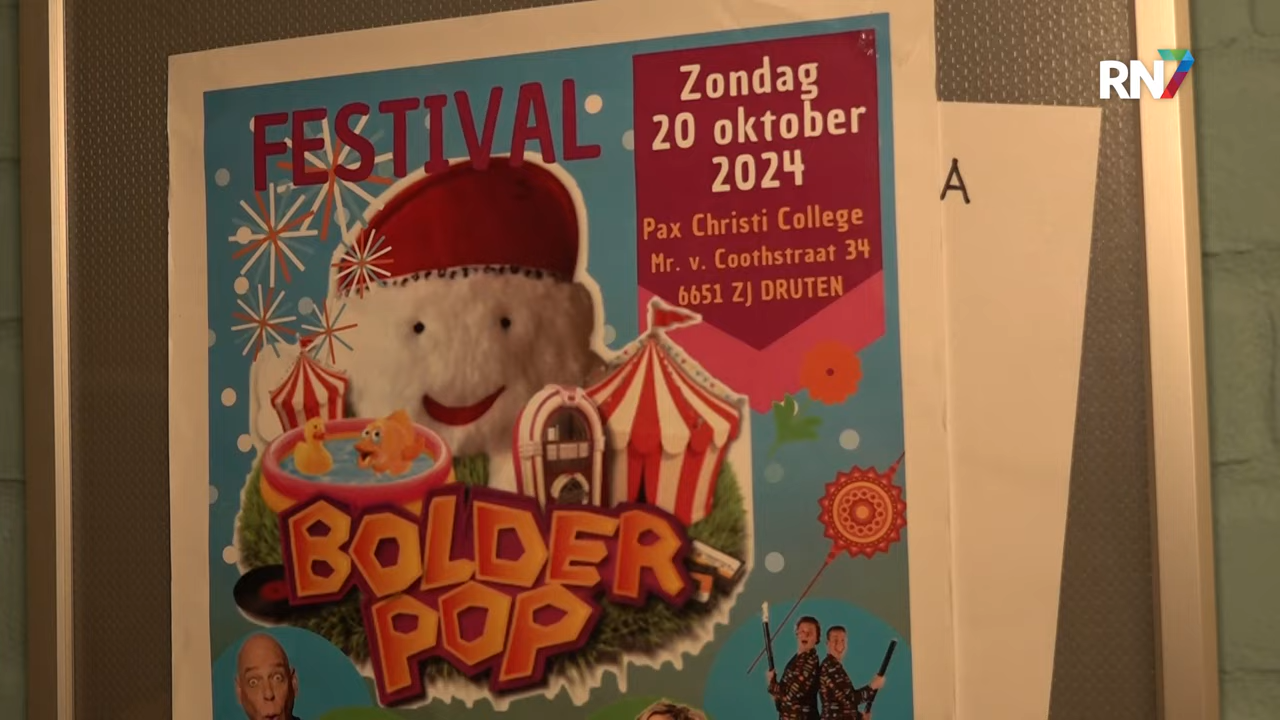 RN7
FESTIVAL
Zondag
20 oktober
2024
Pax Christi College
Mr. v. Coothstraat 34
6651 ZJ DRUTEN
A
BOLDER
POP